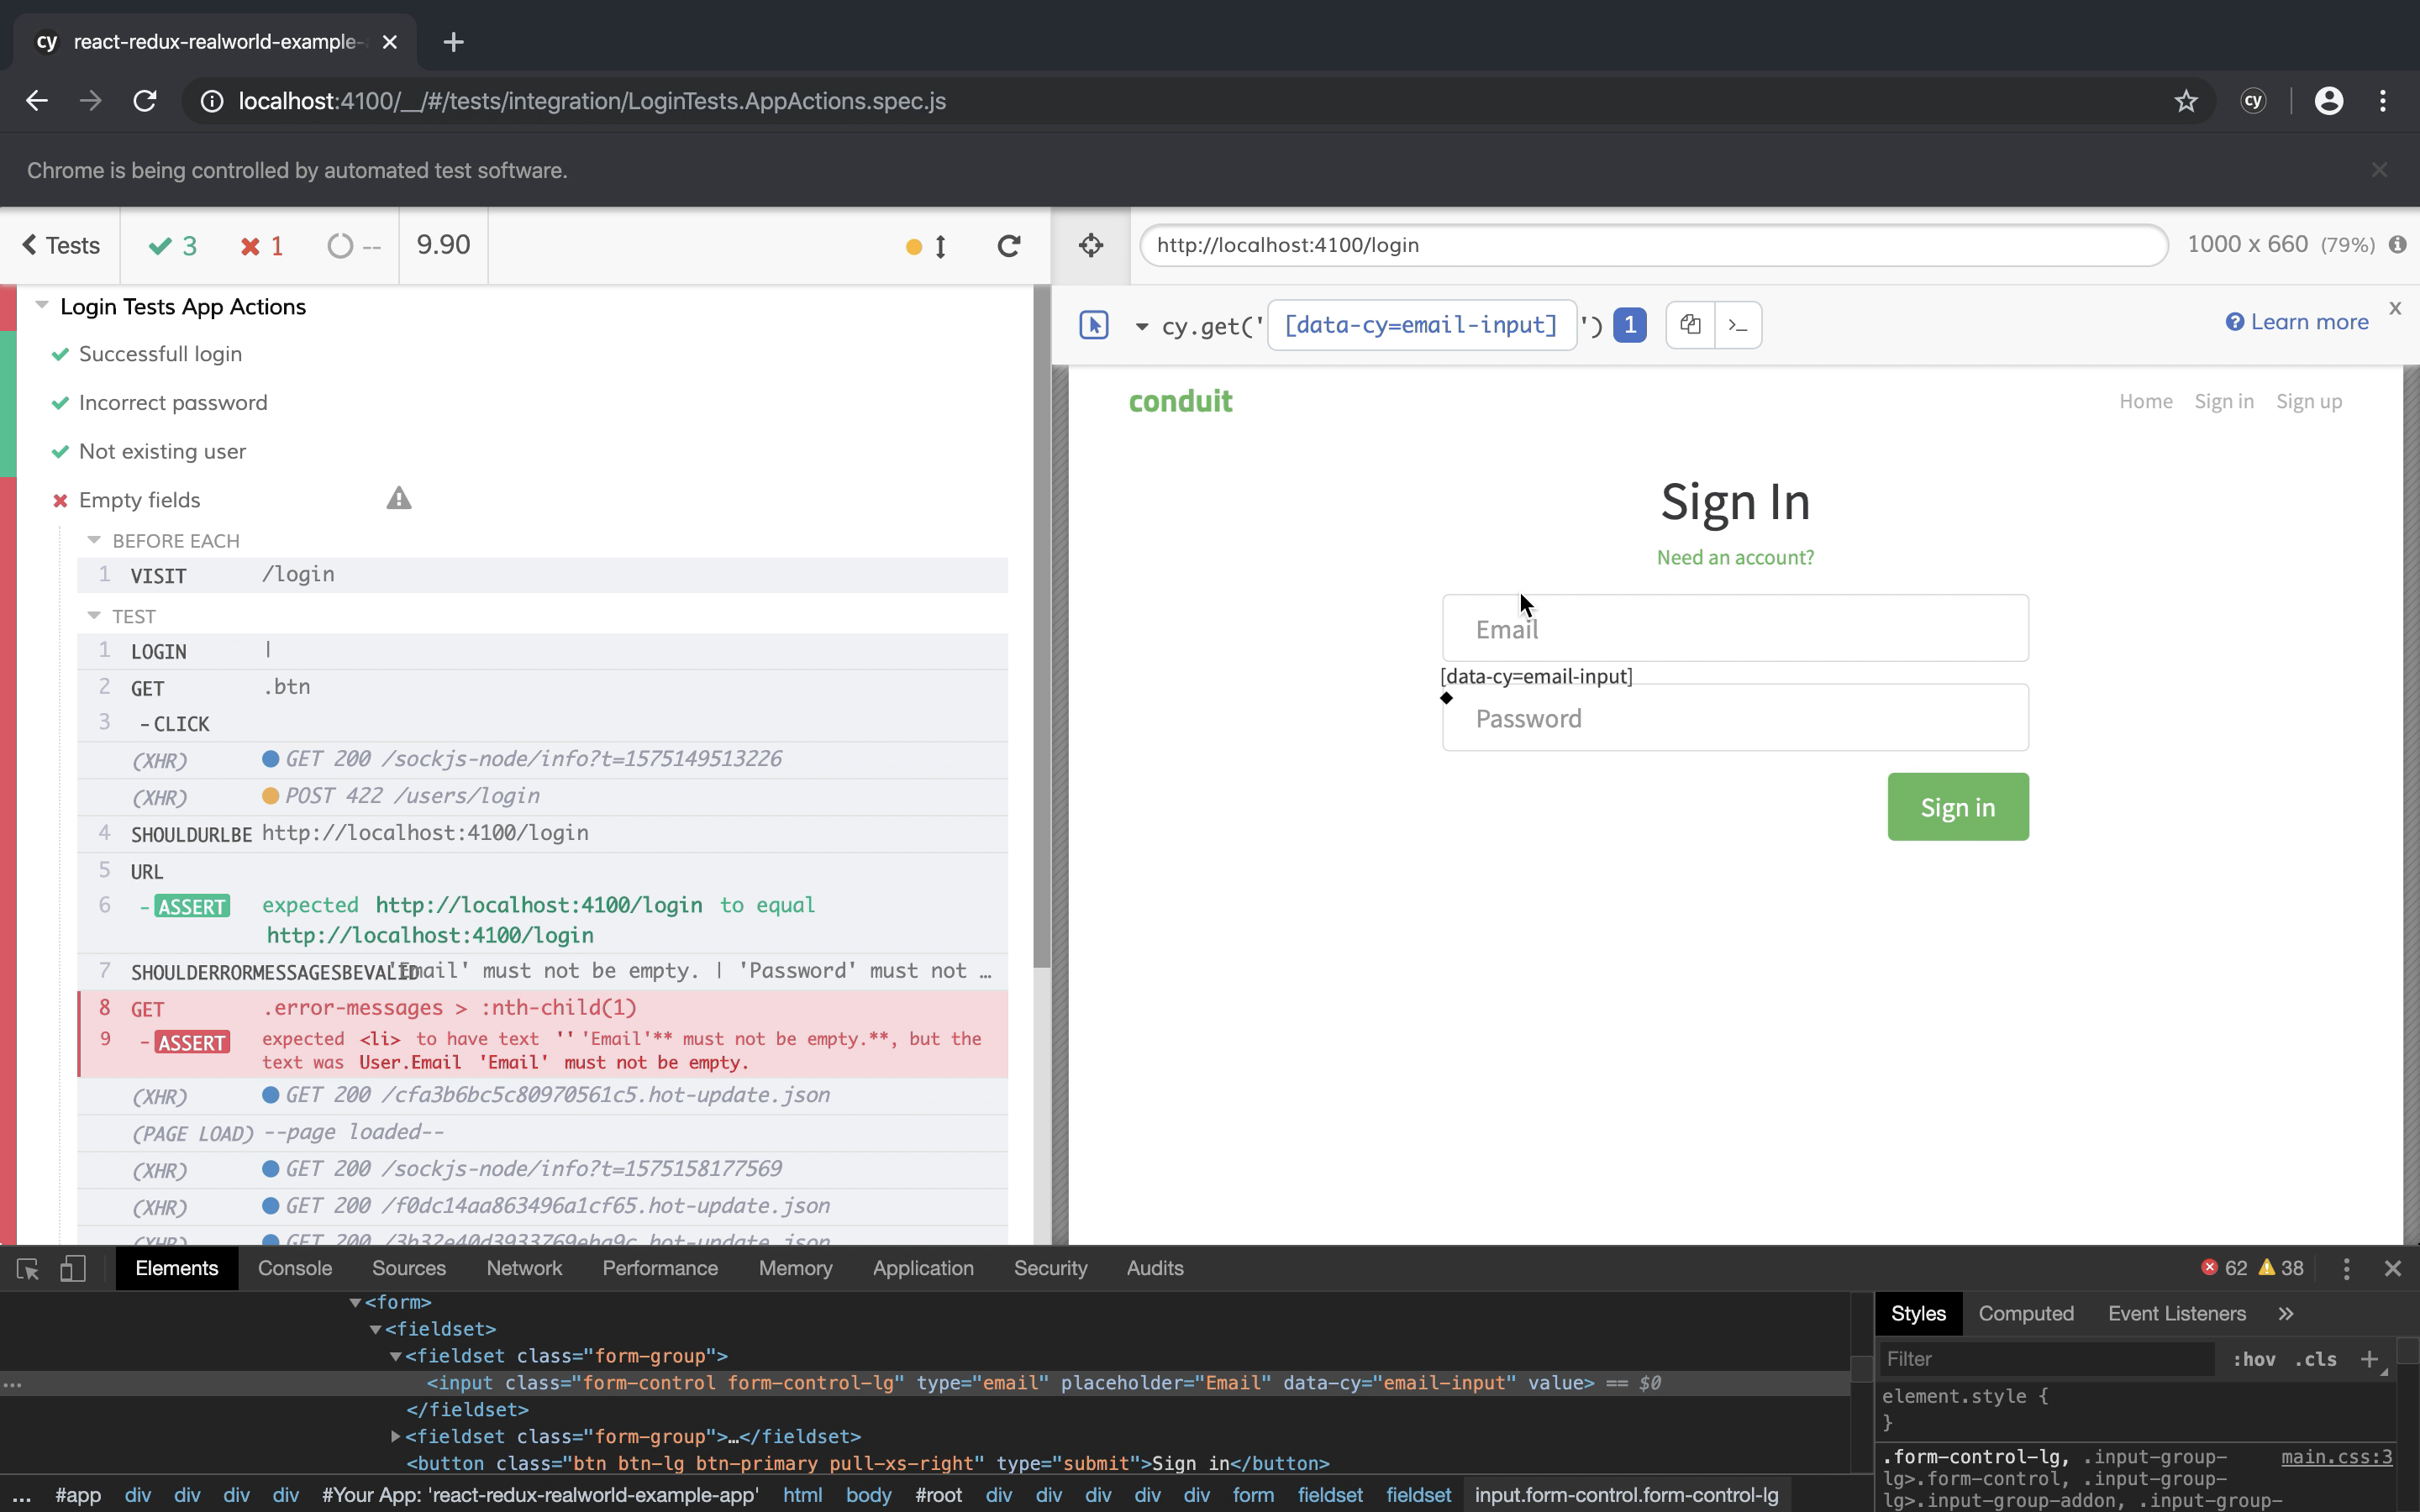 cy react-redux-realworld-example-
localhost:4100/__/#/tests/integration/LoginTests.AppActions.spec.js
cy
Chrome is being controlled by automated test software.
Tests
3
1
--
9.90
http://localhost:4100/login
1000 x 660 (79%)
cy.get('[data-cy=email-input]') 1
>_
Learn more
x
Login Tests App Actions
Successfull login
Incorrect password
Not existing user
Empty fields
BEFORE EACH
1 VISIT /login
TEST
1 LOGIN |
2 GET .btn
3 -CLICK
(XHR) GET 200 /sockjs-node/info?t=1575149513226
(XHR) POST 422 /users/login
4 SHOULDURLBE http://localhost:4100/login
5 URL
6 -ASSERT expected http://localhost:4100/login to equal
http://localhost:4100/login
7 SHOULDERRORMESSAGESBEVALID 'Email' must not be empty. | 'Password' must not …
8 GET .error-messages > :nth-child(1)
9 -ASSERT expected <li> to have text '' 'Email'** must not be empty.**, but the
text was User.Email 'Email' must not be empty.
(XHR) GET 200 /cfa3b6bc5c80970561c5.hot-update.json
(PAGE LOAD) --page loaded--
(XHR) GET 200 /sockjs-node/info?t=1575158177569
(XHR) GET 200 /f0dc14aa863496a1cf65.hot-update.json
(XHR) GET 200 /3b32e40d3933769eba9c.hot-update.json
conduit
Home Sign in Sign up
Sign In
Need an account?
Email
[data-cy=email-input]
Password
Sign in
Elements Console Sources Network Performance Memory Application Security Audits
62 38
<form>
<fieldset>
<fieldset class="form-group">
… <input class="form-control form-control-lg" type="email" placeholder="Email" data-cy="email-input" value> == $0
</fieldset>
<fieldset class="form-group">…</fieldset>
<button class="btn btn-lg btn-primary pull-xs-right" type="submit">Sign in</button>
… #app div div div div #Your App: 'react-redux-realworld-example-app' html body #root div div div div div form fieldset fieldset input.form-control.form-control-lg
Styles Computed Event Listeners »
Filter :hov .cls +
element.style {
}
.form-control-lg, .input-group- main.css:3
lg>.form-control, .input-group-
lg>.input-group-addon, .input-group-